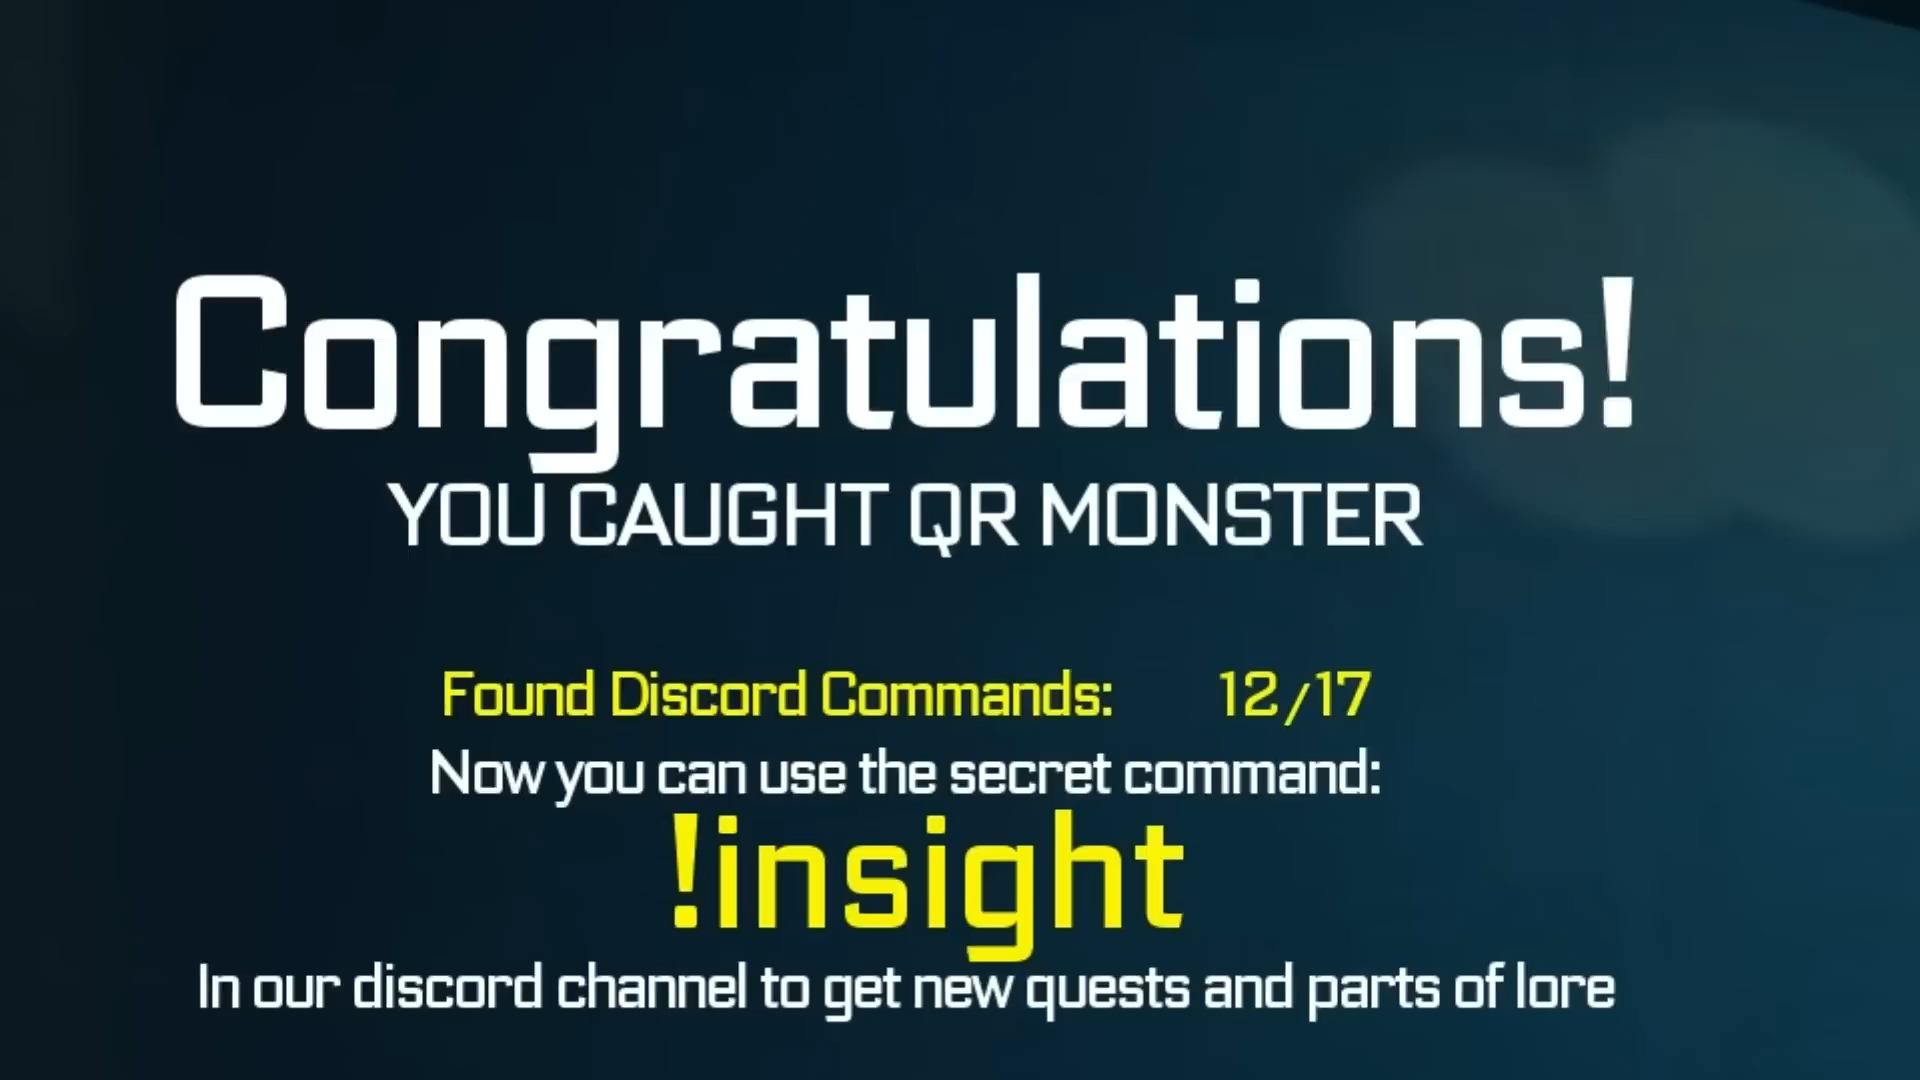 Congratulations!
YOU CAUGHT QR MONSTER
Found Discord Commands: 12/17
Now you can use the secret command:
!insight
In our discord channel to get new quests and parts of lore